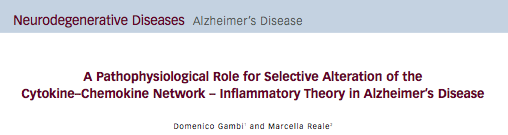 Neurodegenerative Diseases Alzheimer's Disease
A Pathophysiological Role for Selective Alteration of the
Cytokine–Chemokine Network – Inflammatory Theory in Alzheimer's Disease
Domenico Gambi¹ and Marcella Reale²